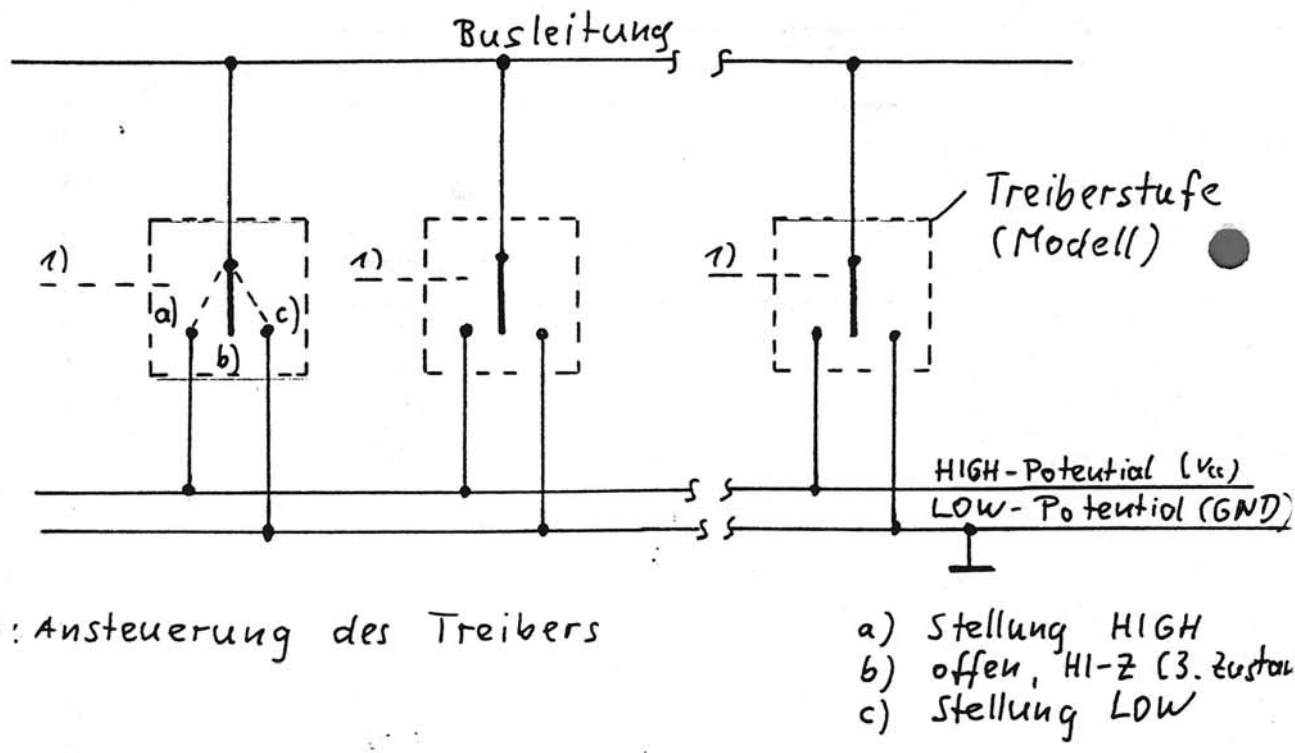 Busleitung
Treiberstufe
(Modell)
1)
1)
1)
a)
c)
b)
HIGH-Potential (Vcc)
LOW-Potential (GND)
: Ansteuerung des Treibers
a) Stellung HIGH
b) offen, HI-Z (3. Zustan
c) Stellung LOW